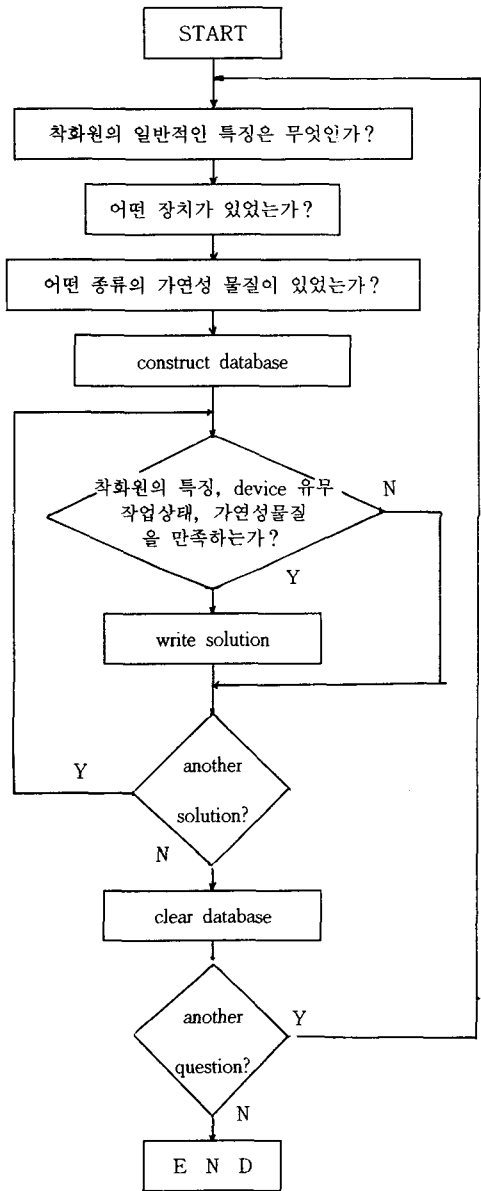 START
착화원의 일반적인 특징은 무엇인가?
어떤 장치가 있었는가?
어떤 종류의 가연성 물질이 있었는가?
construct database
착화원의 특징, device 유무
작업상태, 가연성물질
을 만족하는가?
N
Y
write solution
another
solution?
Y
N
clear database
another
question?
Y
N
E N D